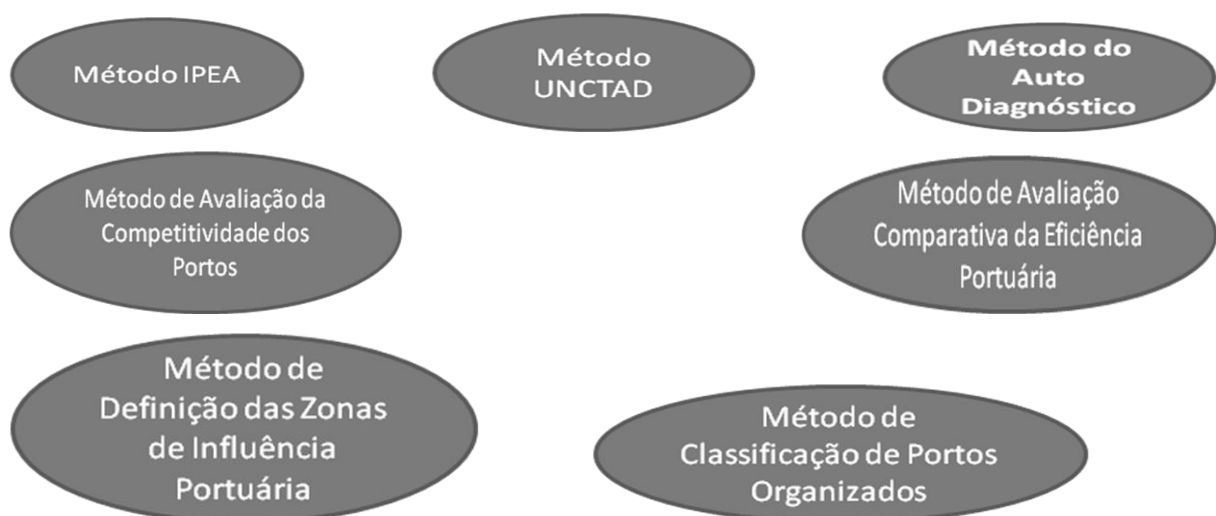 Método IPEA
Método
UNCTAD
Método do
Auto
Diagnóstico
Método de Avaliação da
Competitividade dos
Portos
Método de Avaliação
Comparativa da Eficiência
Portuária
Método de
Definição das Zonas
de Influência
Portuária
Método de
Classificação de Portos
Organizados